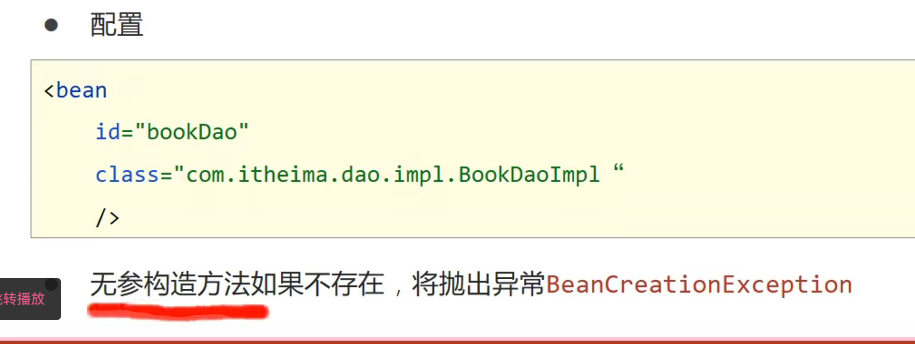 ● 配置
<bean
id="bookDao"
class="com.itheima.dao.impl.BookDaoImpl “
/>
无参构造方法如果不存在，将抛出异常BeanCreationException
转播放